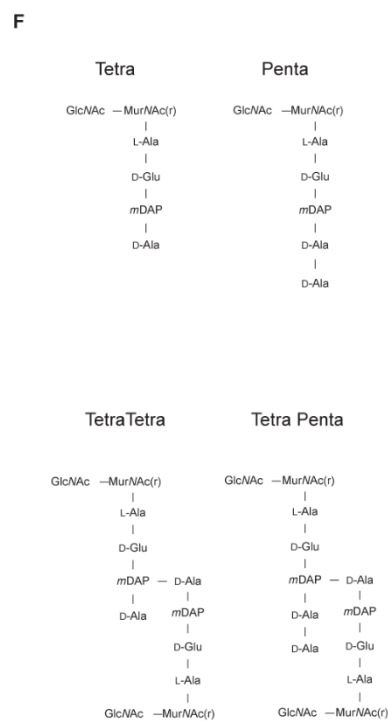 F
Tetra Penta
GlcNAc — MurNAc(r) GlcNAc — MurNAc(r)
L-Ala L-Ala
D-Glu D-Glu
mDAP mDAP
D-Ala D-Ala
D-Ala
TetraTetra Tetra Penta
GlcNAc — MurNAc(r) GlcNAc — MurNAc(r)
L-Ala L-Ala
D-Glu D-Glu
mDAP — D-Ala mDAP — D-Ala
D-Ala mDAP D-Ala mDAP
D-Glu D-Ala D-Glu
L-Ala L-Ala
GlcNAc — MurNAc(r) GlcNAc — MurNAc(r)